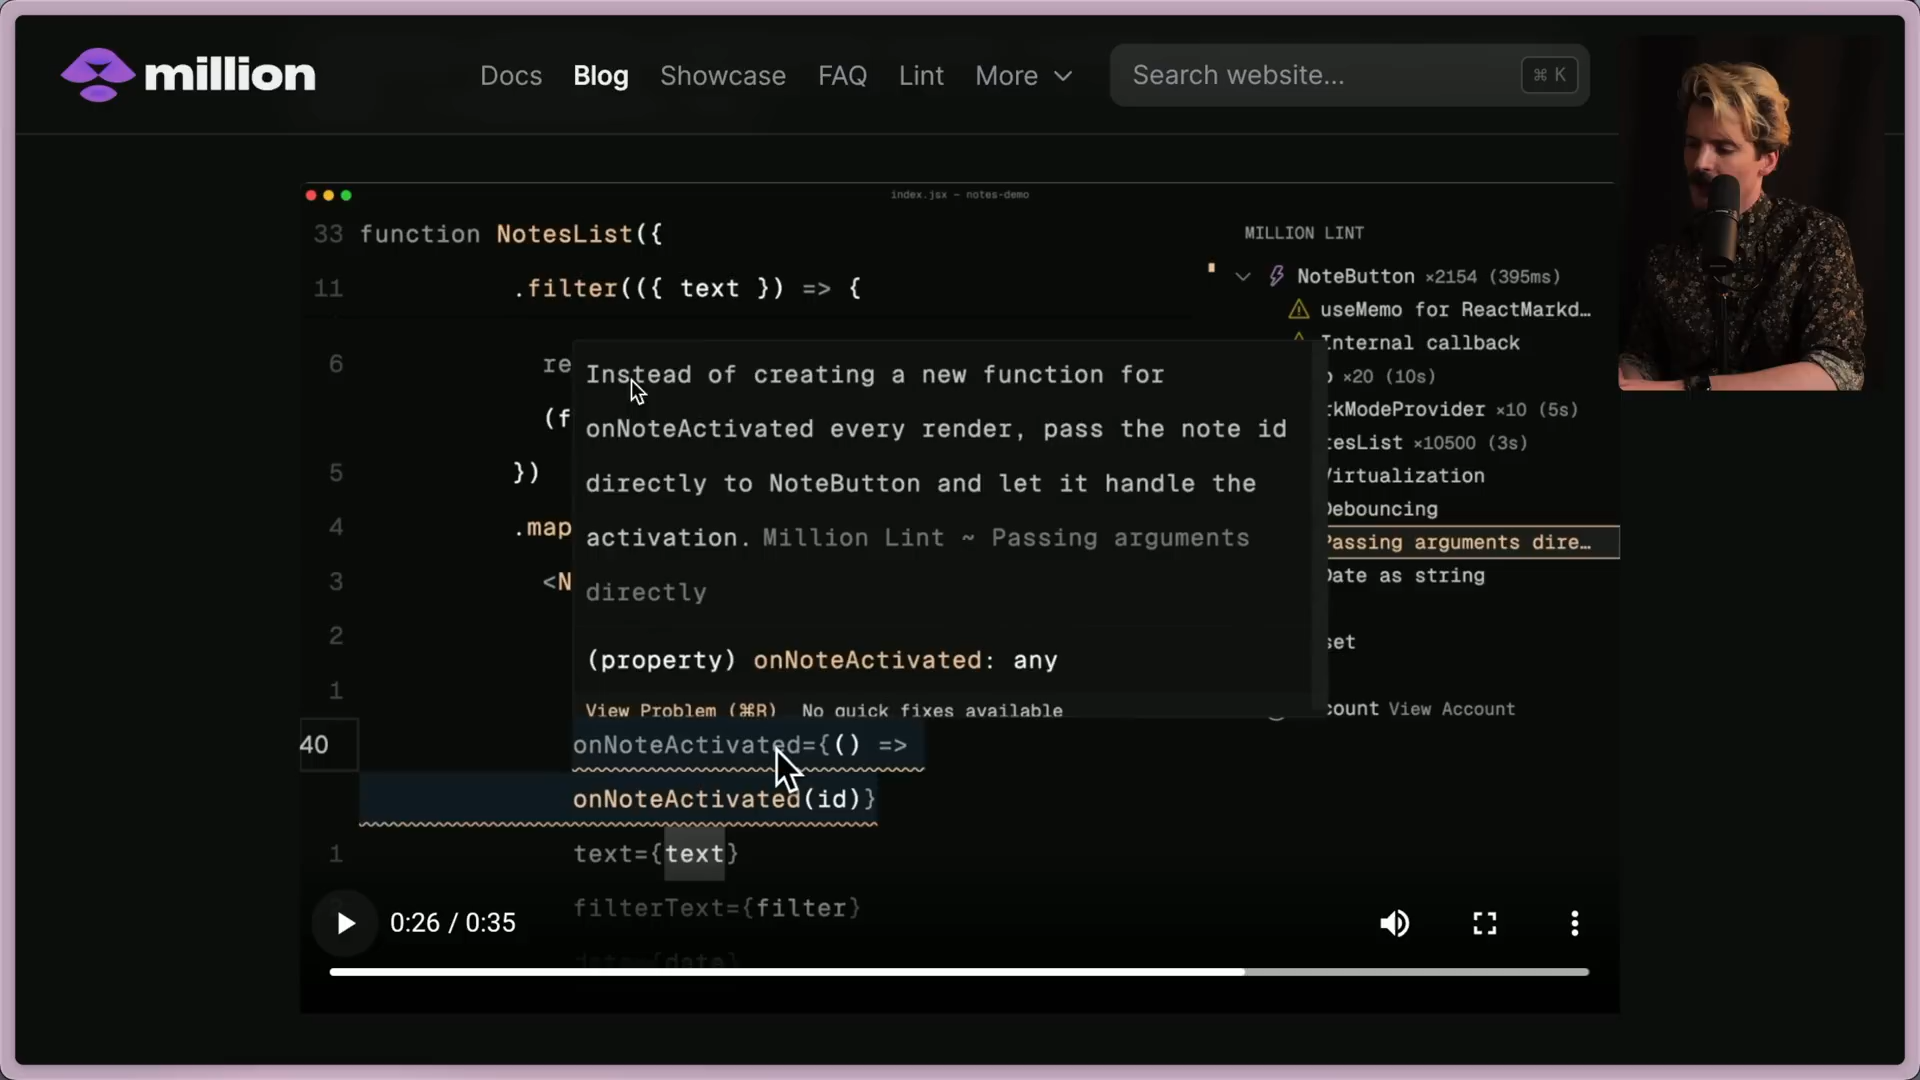 million
Docs Blog Showcase FAQ Lint More
Search website...
⌘ K
index.jsx – notes-demo
33 function NotesList({
11 .filter(({ text }) => {
6 re
(f
5 })
4 .map
3 <N
2
1
Instead of creating a new function for
onNoteActivated every render, pass the note id
directly to NoteButton and let it handle the
activation. Million Lint ~ Passing arguments
directly
(property) onNoteActivated: any
View Problem (⌘R) No quick fixes available
40 onNoteActivated={() =>
onNoteActivated(id)}
1 text={text}
filterText={filter}
date={date}
MILLION LINT
NoteButton ×2154 (395ms)
useMemo for ReactMarkd…
Internal callback
×20 (10s)
rkModeProvider ×10 (5s)
tesList ×10500 (3s)
Virtualization
Debouncing
Passing arguments dire…
Date as string
set
count View Account
0:26 / 0:35